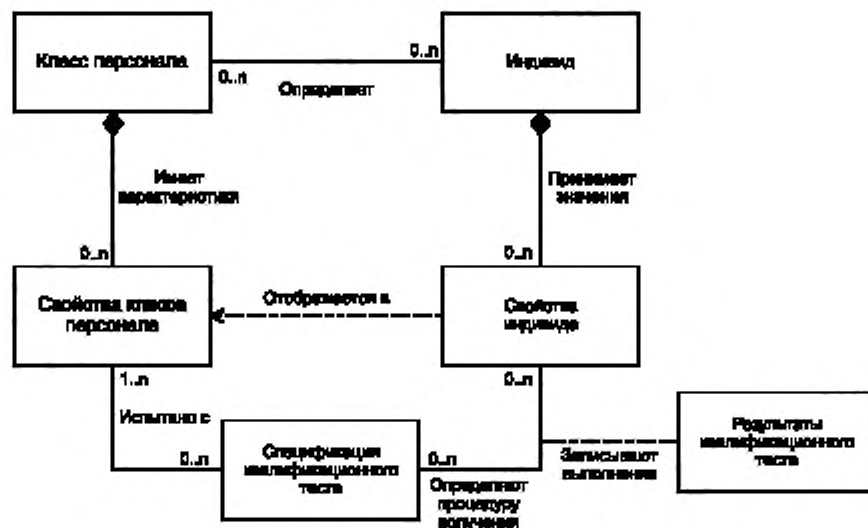 Класс персонала
0..n
Индивид
0..n
Определяет
Имеет
характеристики
Принимает
значения
0..n
0..n
Свойства класса
персонала
Отображается в
Свойства
индивида
1..n
0..n
Испытано с
0..n
Спецификация
квалификационного
теста
0..n
Определяет
процедуру
получения
Записывают
выполнение
Результаты
квалификационного
теста